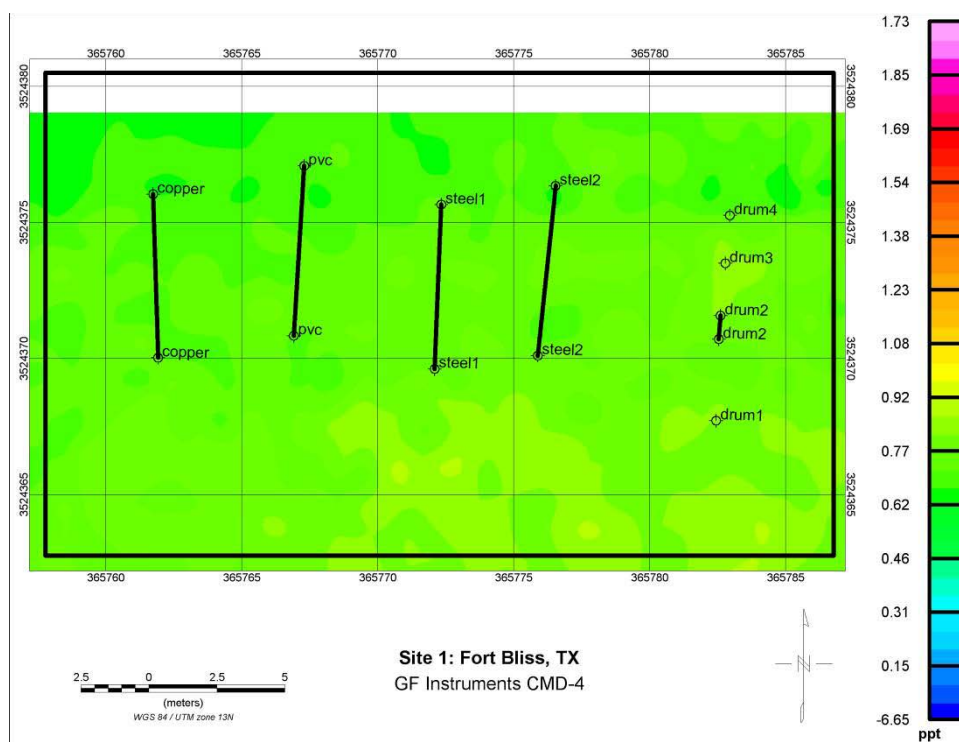 365760 365765 365770 365775 365780 365785
3524380 3524380
3524375 3524375
3524370 3524370
3524365 3524365
copper
pvc
steel1
steel2
drum4
drum3
drum2
drum2
drum1
copper
pvc
steel1
steel2
365760 365765 365770 365775 365780 365785
1.73
1.85
1.69
1.54
1.38
1.23
1.08
0.92
0.77
0.62
0.46
0.31
0.15
-6.65
ppt
2.5 0 2.5 5
(meters)
WGS 84 / UTM zone 13N
Site 1: Fort Bliss, TX
GF Instruments CMD-4
N